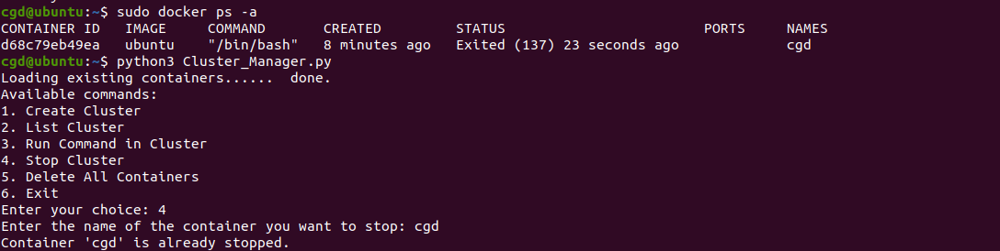 cgd@ubuntu:~$ sudo docker ps -a
CONTAINER ID   IMAGE     COMMAND       CREATED         STATUS                       PORTS     NAMES
d68c79eb49ea   ubuntu    "/bin/bash"   8 minutes ago   Exited (137) 23 seconds ago             cgd
cgd@ubuntu:~$ python3 Cluster_Manager.py
Loading existing containers......  done.
Available commands:
1. Create Cluster
2. List Cluster
3. Run Command in Cluster
4. Stop Cluster
5. Delete All Containers
6. Exit
Enter your choice: 4
Enter the name of the container you want to stop: cgd
Container 'cgd' is already stopped.